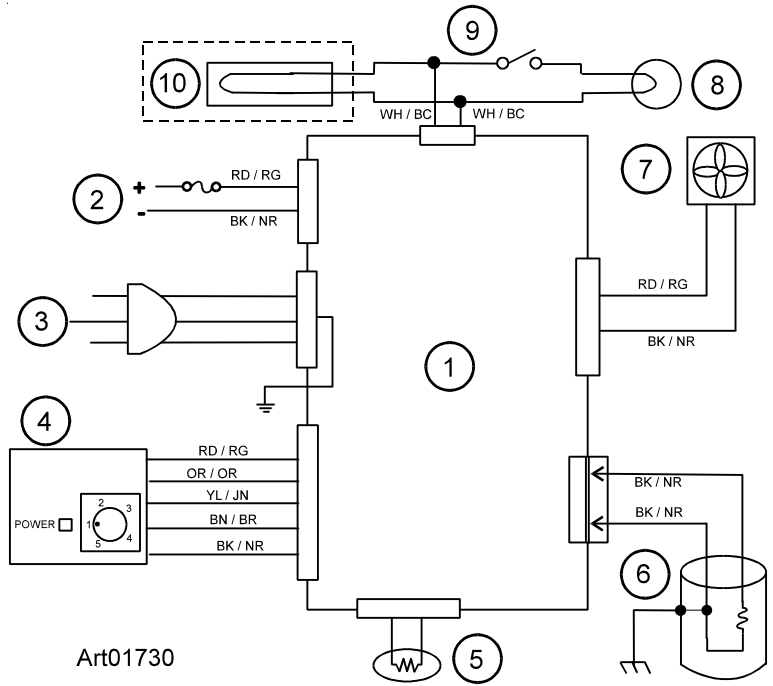 9
10
8
WH / BC
WH / BC
7
RD / RG
2
+
-
BK / NR
RD / RG
3
BK / NR
1
4
RD / RG
OR / OR
YL / JN
BN / BR
BK / NR
POWER
1
2
3
4
5
BK / NR
BK / NR
6
5
Art01730